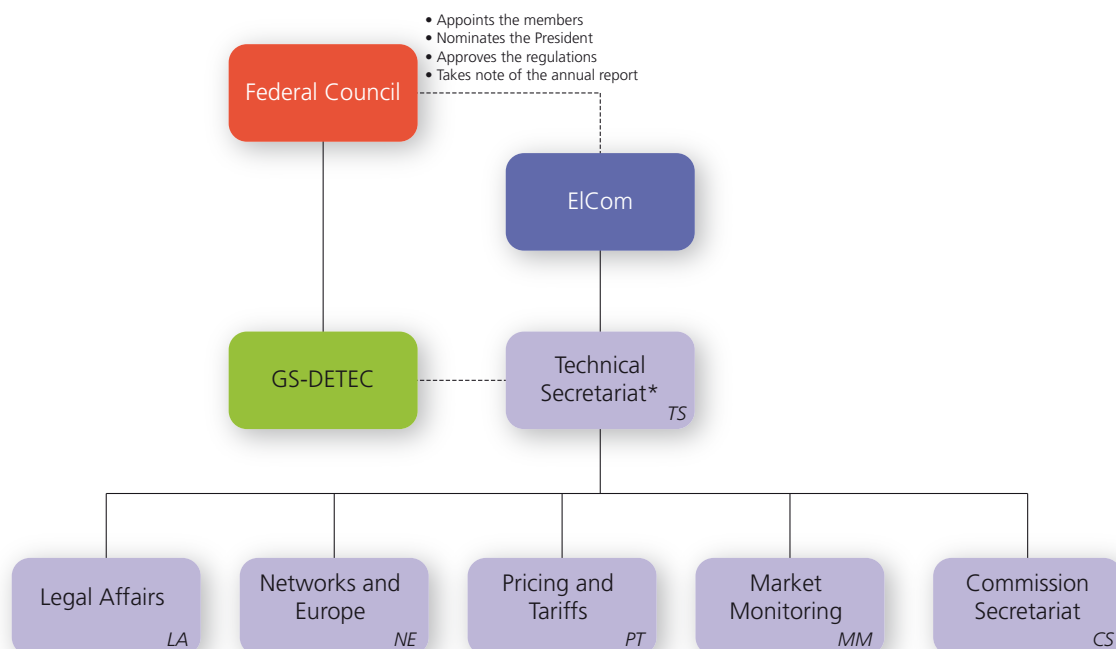 • Appoints the members
• Nominates the President
• Approves the regulations
• Takes note of the annual report
Federal Council
ElCom
GS-DETEC
Technical
Secretariat*
TS
Legal Affairs
LA
Networks and
Europe
NE
Pricing and
Tariffs
PT
Market
Monitoring
MM
Commission
Secretariat
CS